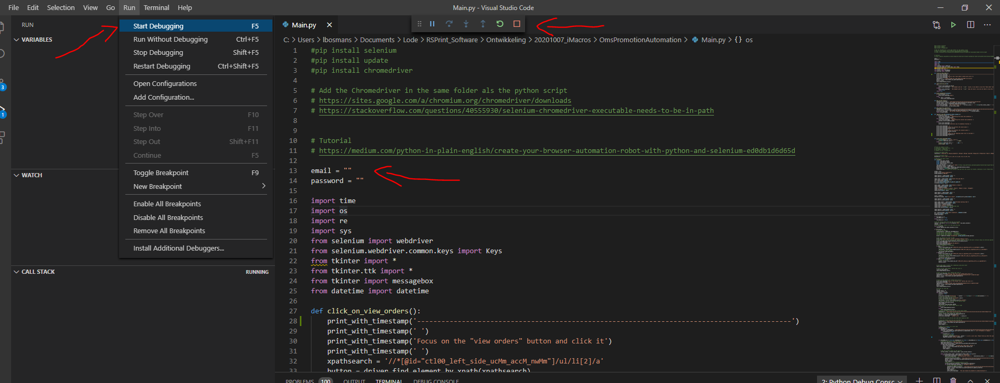 File Edit Selection View Go Run Terminal Help
Main.py - Visual Studio Code
RUN
VARIABLES
WATCH
CALL STACK RUNNING
3
1
Start Debugging F5
Run Without Debugging Ctrl+F5
Stop Debugging Shift+F5
Restart Debugging Ctrl+Shift+F5
Open Configurations
Add Configuration...
Step Over F10
Step Into F11
Step Out Shift+F11
Continue F5
Toggle Breakpoint F9
New Breakpoint
Enable All Breakpoints
Disable All Breakpoints
Remove All Breakpoints
Install Additional Debuggers...
Main.py
C: > Users > lbosmans > Documents > Lode > RSPrint_Software > Ontwikkeling > 20201007_iMacros > OmsPromotionAutomation > Main.py > {} os
1 #pip install selenium
2 #pip install update
3 #pip install chromedriver
4
5 # Add the Chromedriver in the same folder als the python script
6 # https://sites.google.com/a/chromium.org/chromedriver/downloads
7 # https://stackoverflow.com/questions/40555930/selenium-chromedriver-executable-needs-to-be-in-path
8
9
10 # Tutorial
11 # https://medium.com/python-in-plain-english/create-your-browser-automation-robot-with-python-and-selenium-ed0db1d6d65d
12
13 email = ""
14 password = ""
15
16 import time
17 import os
18 import re
19 import sys
20 from selenium import webdriver
21 from selenium.webdriver.common.keys import Keys
22 from tkinter import *
23 from tkinter.ttk import *
24 from tkinter import messagebox
25 from datetime import datetime
26
27 def click_on_view_orders():
28 print_with_timestamp('--------------------------------------------------------------------------------------------')
29 print_with_timestamp(' ')
30 print_with_timestamp('Focus on the "view orders" button and click it')
31 print_with_timestamp(' ')
32 xpathsearch = '//*[@id="ctl00_left_side_ucMm_accM_nwMm"]/ul/li[2]/a'
33 button = driver.find_element_by_xpath(xpathsearch)
PROBLEMS 100 OUTPUT TERMINAL DEBUG CONSOLE
2: Python Debug Consc